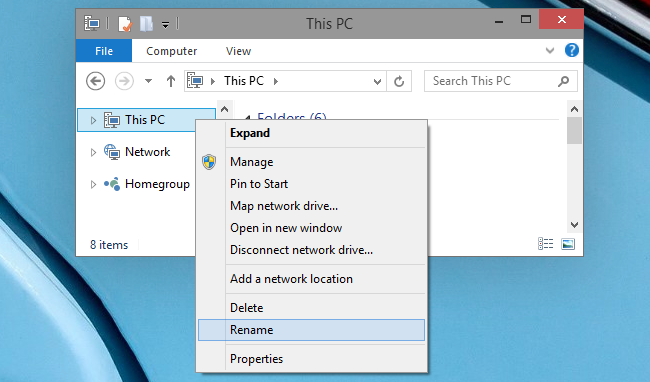 This PC
File
Computer
View
This PC
Search This PC
This PC
Folders (6)
Network
Homegroup
8 items
Expand
Manage
Pin to Start
Map network drive...
Open in new window
Disconnect network drive...
Add a network location
Delete
Rename
Properties